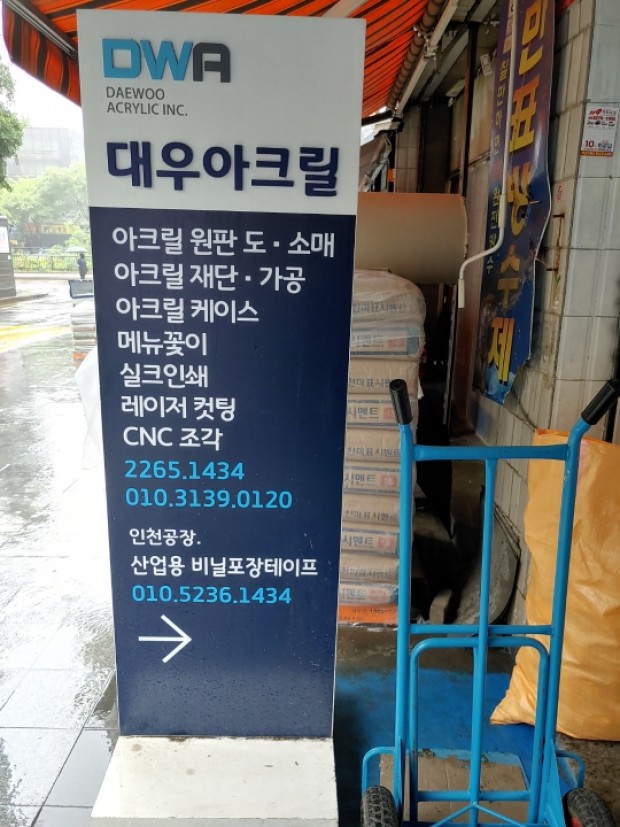 DWA
DAEWOO
ACRYLIC INC.
대우아크릴
아크릴 원판 도 · 소매
아크릴 재단 · 가공
아크릴 케이스
메뉴꽂이
실크인쇄
레이저 컷팅
CNC 조각
2265.1434
010.3139.0120
인천공장.
산업용 비닐포장테이프
010.5236.1434
민표방수제
시멘트
시멘트
시멘트